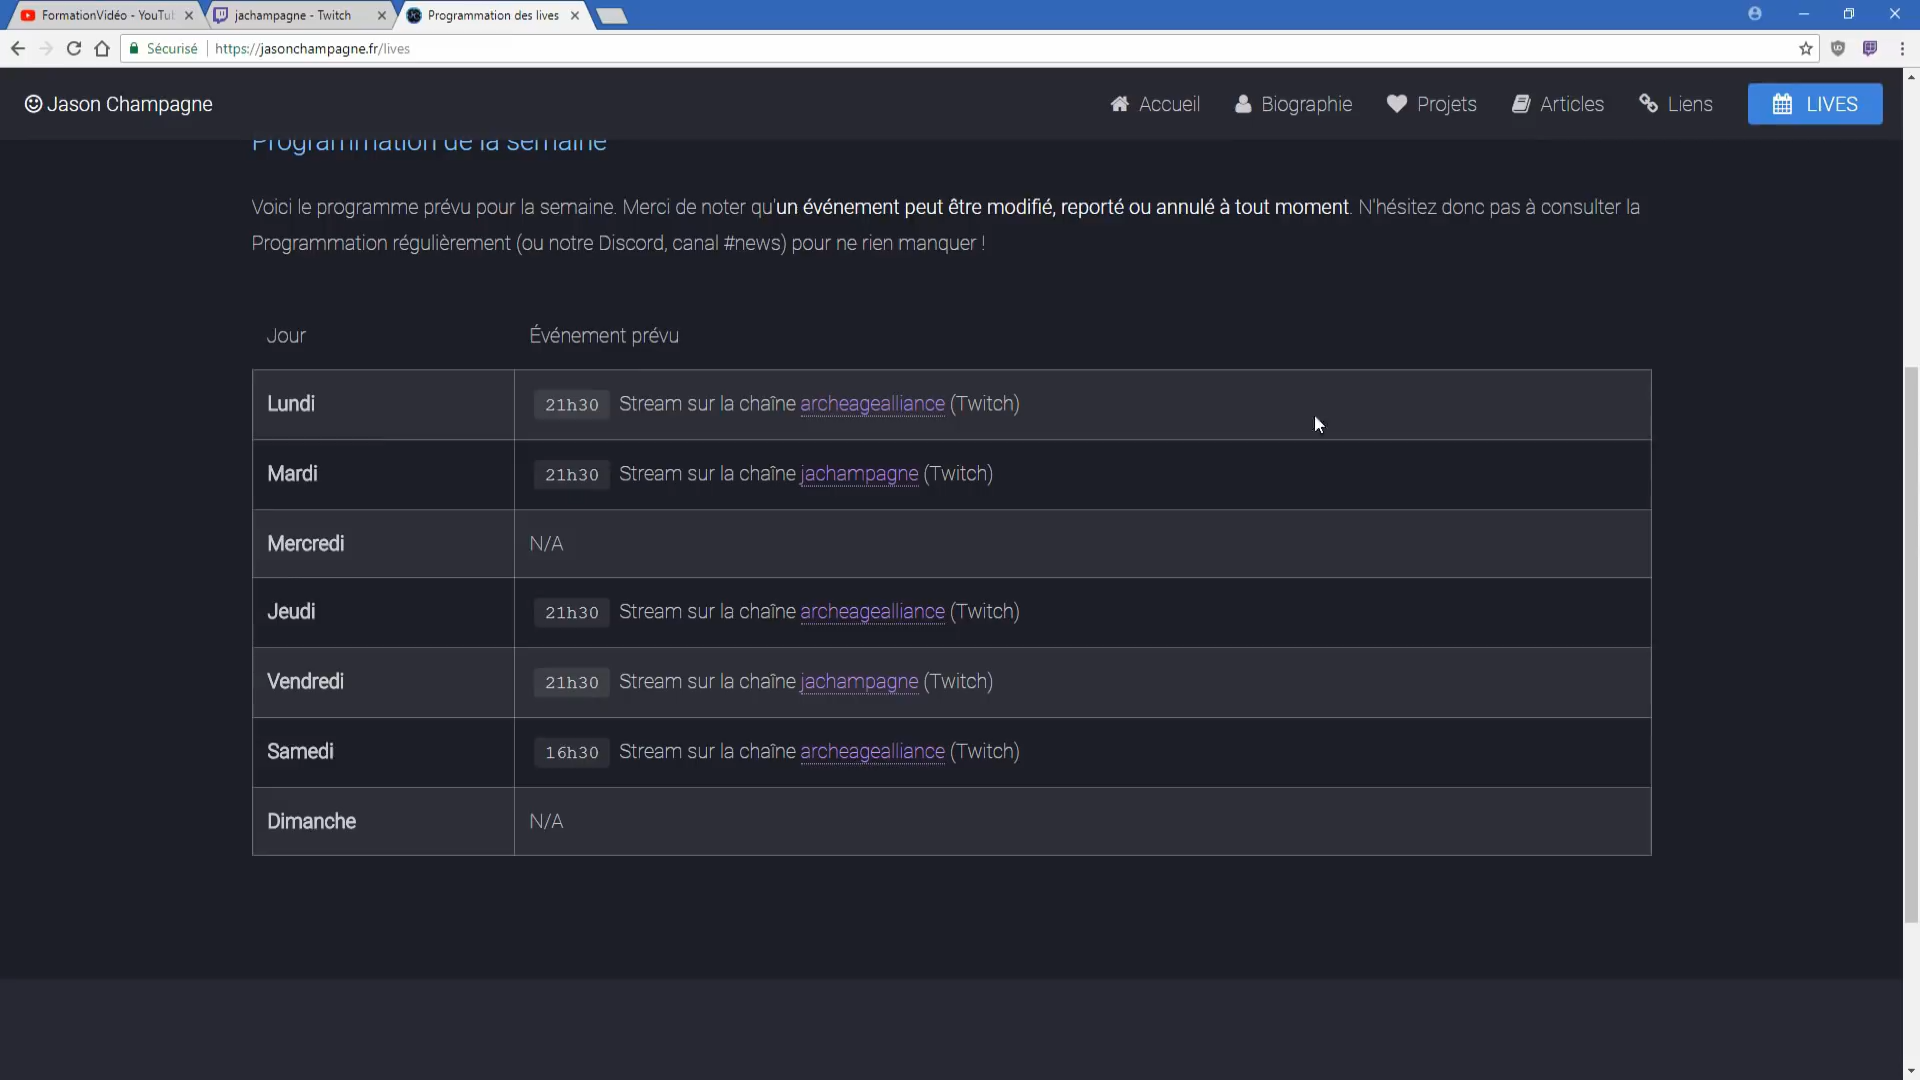 FormationVidéo - YouTu
jachampagne - Twitch
Programmation des lives
Sécurisé
https://jasonchampagne.fr/lives
Jason Champagne
Accueil
Biographie
Projets
Articles
Liens
LIVES
Programmation de la semaine
Voici le programme prévu pour la semaine. Merci de noter qu'un événement peut être modifié, reporté ou annulé à tout moment. N'hésitez donc pas à consulter la
Programmation régulièrement (ou notre Discord, canal #news) pour ne rien manquer !
Jour Événement prévu
Lundi 21h30 Stream sur la chaîne archeagealliance (Twitch)
Mardi 21h30 Stream sur la chaîne jachampagne (Twitch)
Mercredi N/A
Jeudi 21h30 Stream sur la chaîne archeagealliance (Twitch)
Vendredi 21h30 Stream sur la chaîne jachampagne (Twitch)
Samedi 16h30 Stream sur la chaîne archeagealliance (Twitch)
Dimanche N/A